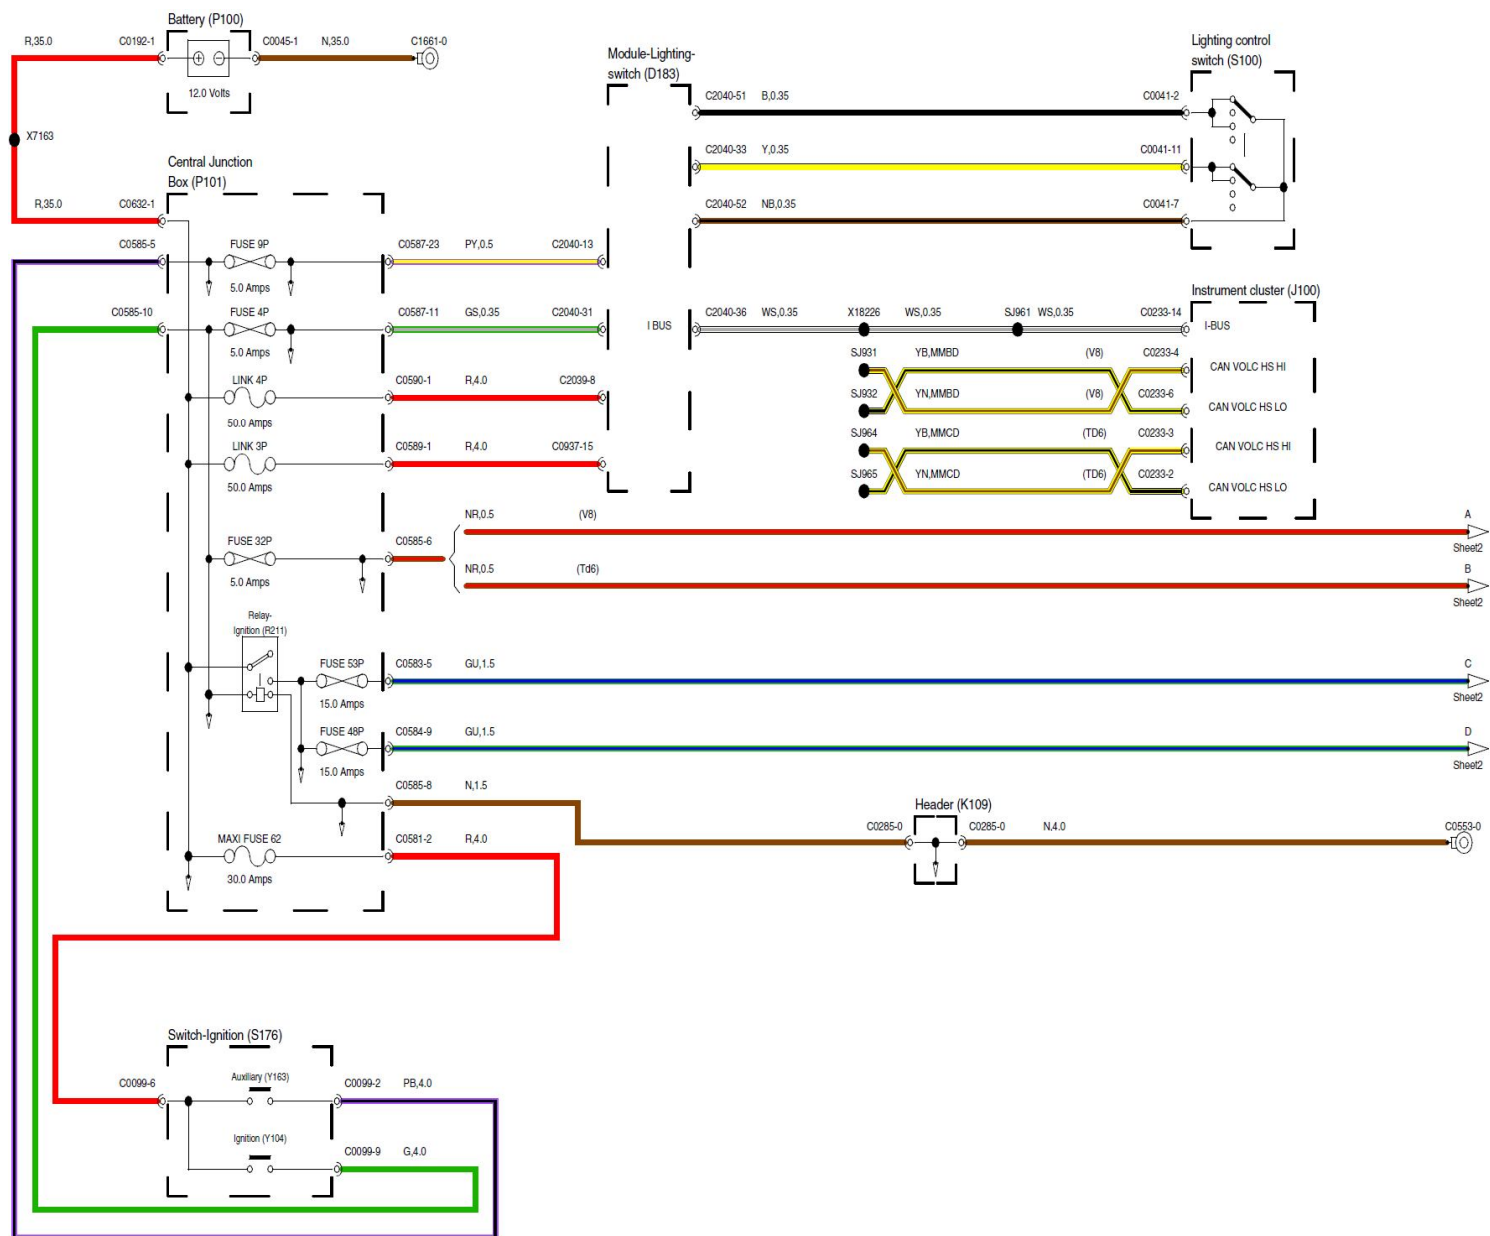 Battery (P100)
R,35.0 C0192-1 C0045-1 N,35.0 C1661-0
12.0 Volts
X7163
Module-Lighting-
switch (D183)
Lighting control
switch (S100)
C2040-51 B,0.35 C0041-2
C2040-33 Y,0.35 C0041-11
C2040-52 NB,0.35 C0041-7
Central Junction
Box (P101)
R,35.0 C0632-1
C0585-5 FUSE 9P C0587-23 PY,0.5 C2040-13
5.0 Amps
C0585-10 FUSE 4P C0587-11 GS,0.35 C2040-31
5.0 Amps
I BUS
C2040-36 WS,0.35 X18226 WS,0.35 SJ961 WS,0.35 C0233-14
Instrument cluster (J100)
I-BUS
SJ931 YB,MMBD (V8) C0233-4
CAN VOLC HS HI
SJ932 YN,MMBD (V8) C0233-6
CAN VOLC HS LO
SJ964 YB,MMCD (TD6) C0233-3
CAN VOLC HS HI
SJ965 YN,MMCD (TD6) C0233-2
CAN VOLC HS LO
LINK 4P C0590-1 R,4.0 C2039-8
50.0 Amps
LINK 3P C0589-1 R,4.0 C0937-15
50.0 Amps
NR,0.5 (V8) A
Sheet2
FUSE 32P C0585-6
5.0 Amps
NR,0.5 (Td6) B
Sheet2
Relay-
Ignition (R211)
FUSE 53P C0583-5 GU,1.5 C
15.0 Amps Sheet2
FUSE 48P C0584-9 GU,1.5 D
15.0 Amps Sheet2
C0585-8 N,1.5
Header (K109)
C0285-0 C0285-0 N,4.0 C0553-0
MAXI FUSE 62 C0581-2 R,4.0
30.0 Amps
Switch-Ignition (S176)
C0099-6 Auxiliary (Y163) C0099-2 PB,4.0
Ignition (Y104) C0099-9 G,4.0